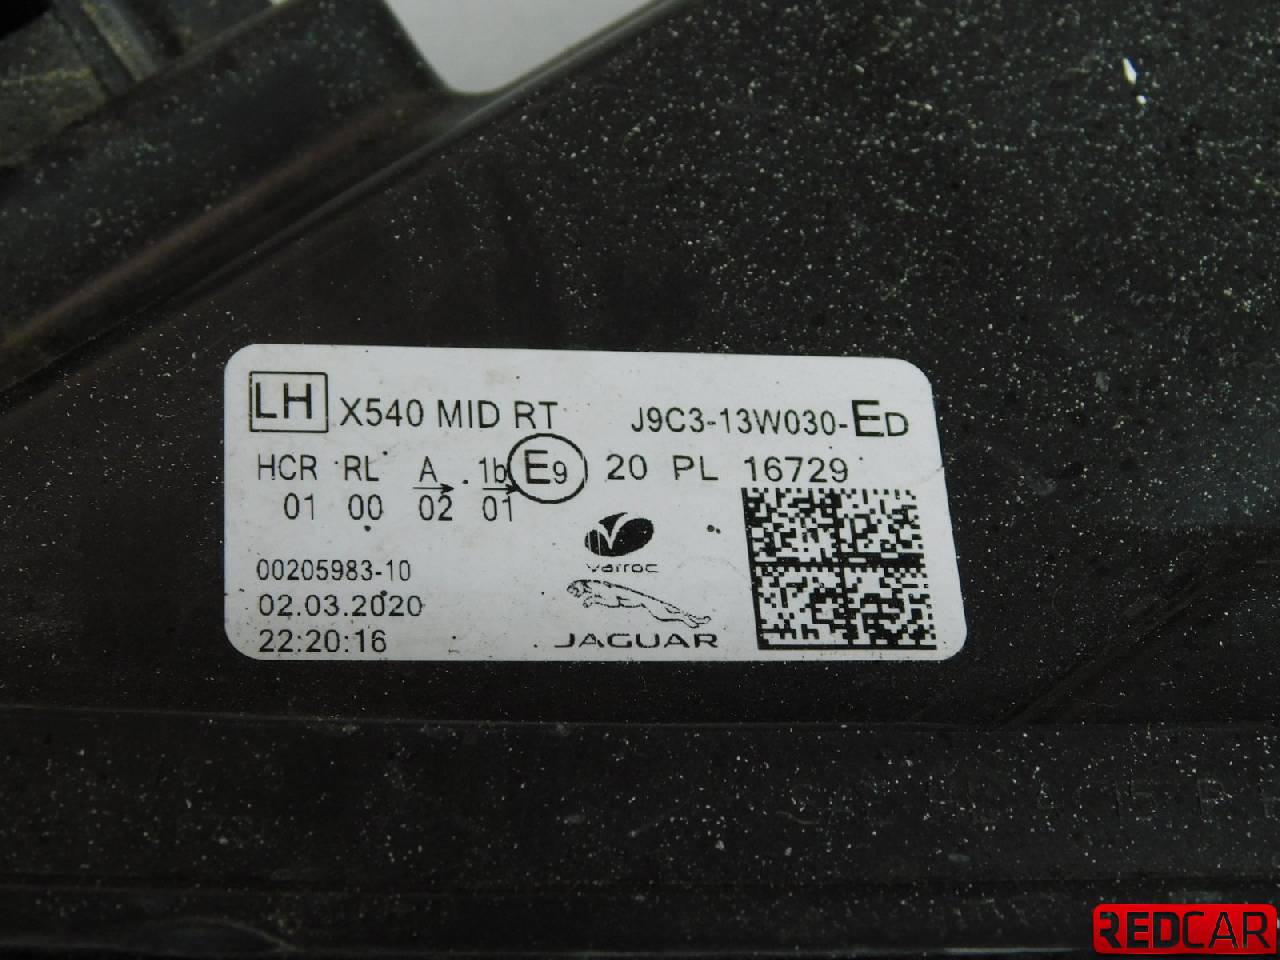 LH X540 MID RT J9C3-13W030-ED
HCR RL A 1b E9 20 PL 16729
01 00 02 01
varroc
00205983-10
02.03.2020
22:20:16
JAGUAR
REDCAR